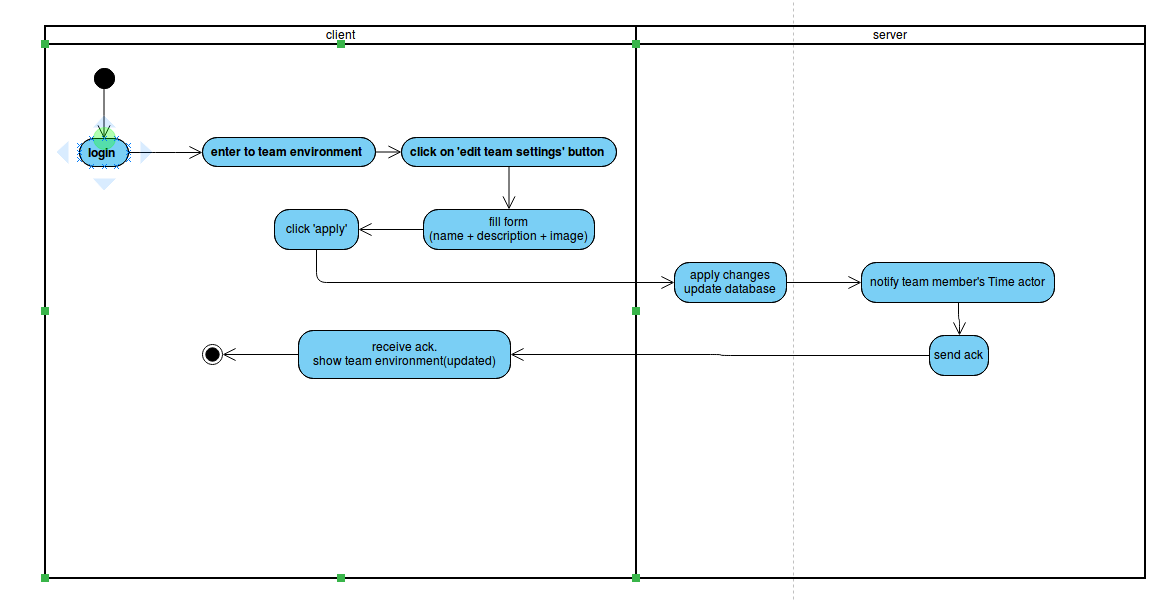 client
server
login
enter to team environment
click on 'edit team settings' button
click 'apply'
fill form
(name + description + image)
apply changes
update database
notify team member's Time actor
receive ack.
show team environment(updated)
send ack